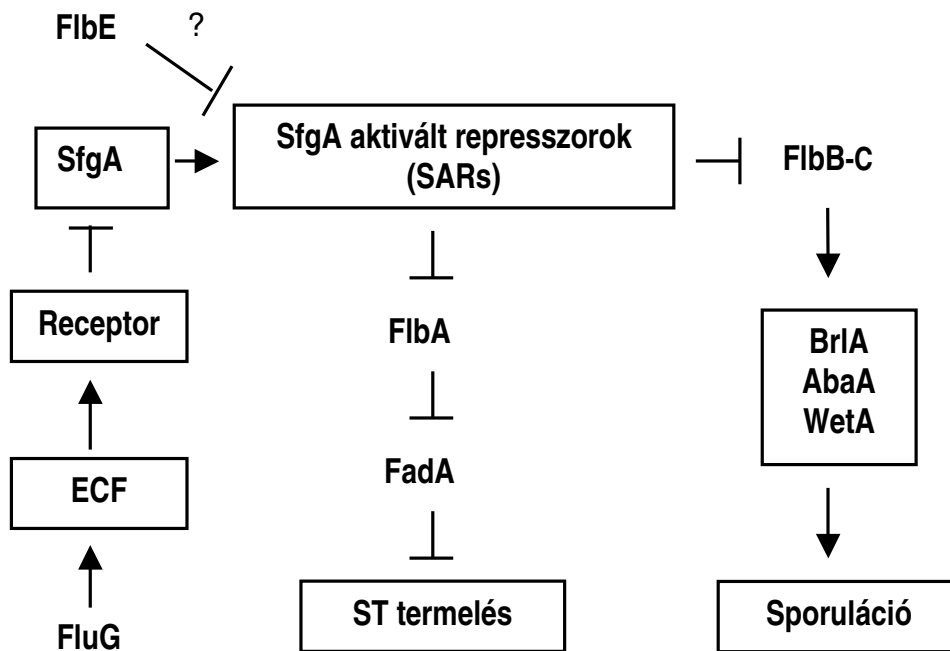 FlbE
?
SfgA
SfgA aktivált represszorok
(SARs)
FlbB-C
Receptor
FlbA
BrlA
AbaA
WetA
ECF
FadA
FluG
ST termelés
Sporuláció